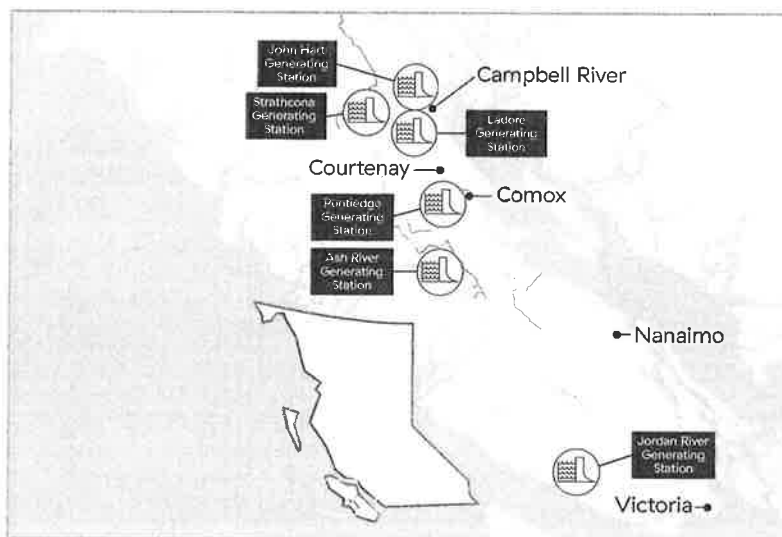 John Hart
Generating
Station
Campbell River
Strathcona
Generating
Station
Ladore
Generating
Station
Courtenay
Puntledge
Generating
Station
Comox
Ash River
Generating
Station
Nanaimo
Jordan River
Generating
Station
Victoria